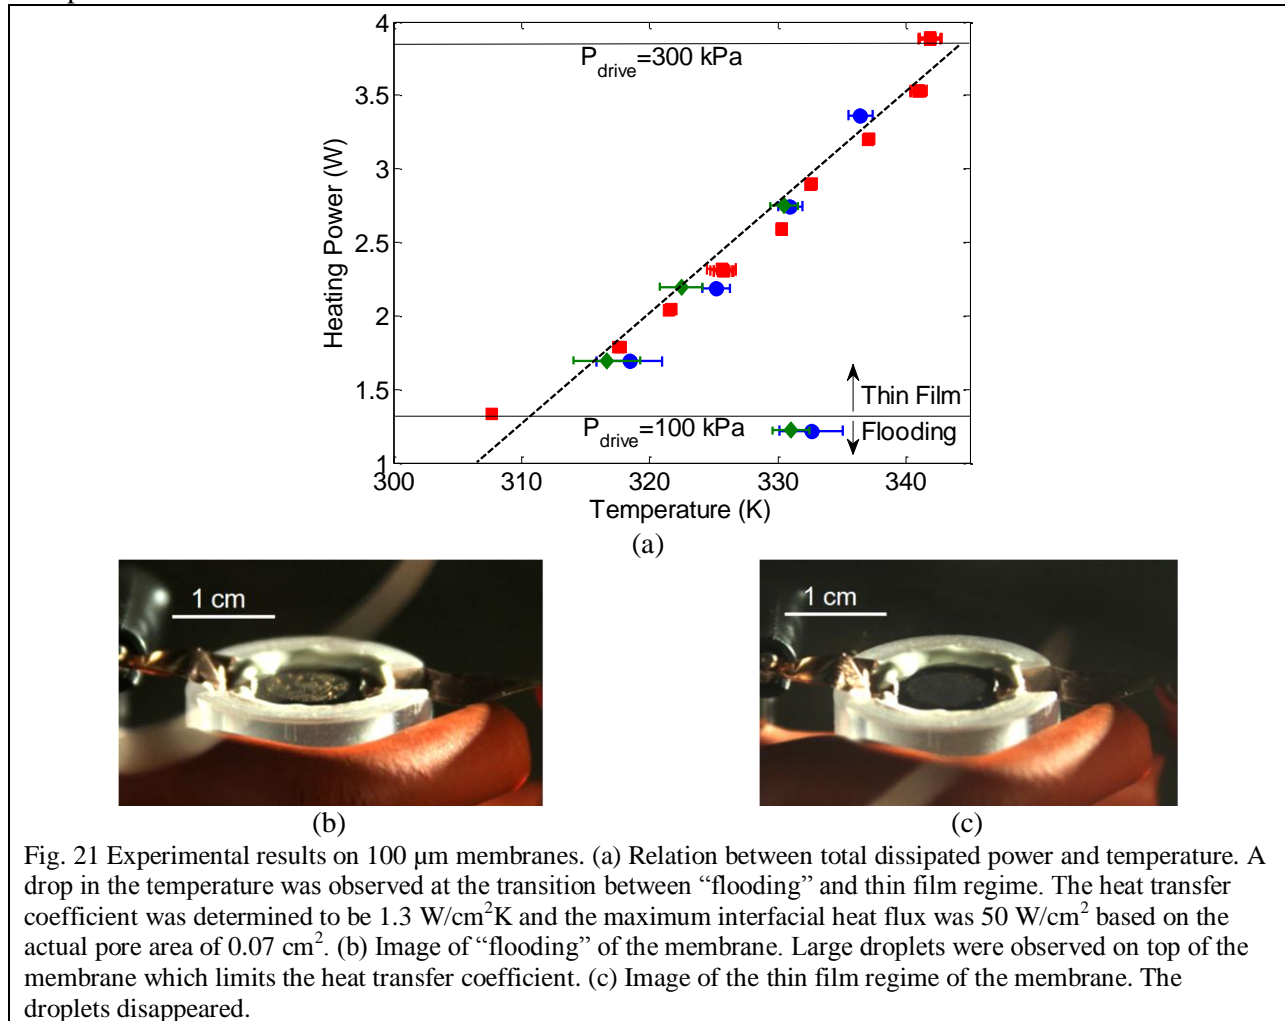 4
3.5
3
2.5
2
1.5
1
Heating Power (W)
P_drive=300 kPa
Thin Film
P_drive=100 kPa
Flooding
300 310 320 330 340
Temperature (K)
(a)
1 cm
1 cm
(b)
(c)
Fig. 21 Experimental results on 100 μm membranes. (a) Relation between total dissipated power and temperature. A
drop in the temperature was observed at the transition between “flooding” and thin film regime. The heat transfer
coefficient was determined to be 1.3 W/cm²K and the maximum interfacial heat flux was 50 W/cm² based on the
actual pore area of 0.07 cm². (b) Image of “flooding” of the membrane. Large droplets were observed on top of the
membrane which limits the heat transfer coefficient. (c) Image of the thin film regime of the membrane. The
droplets disappeared.